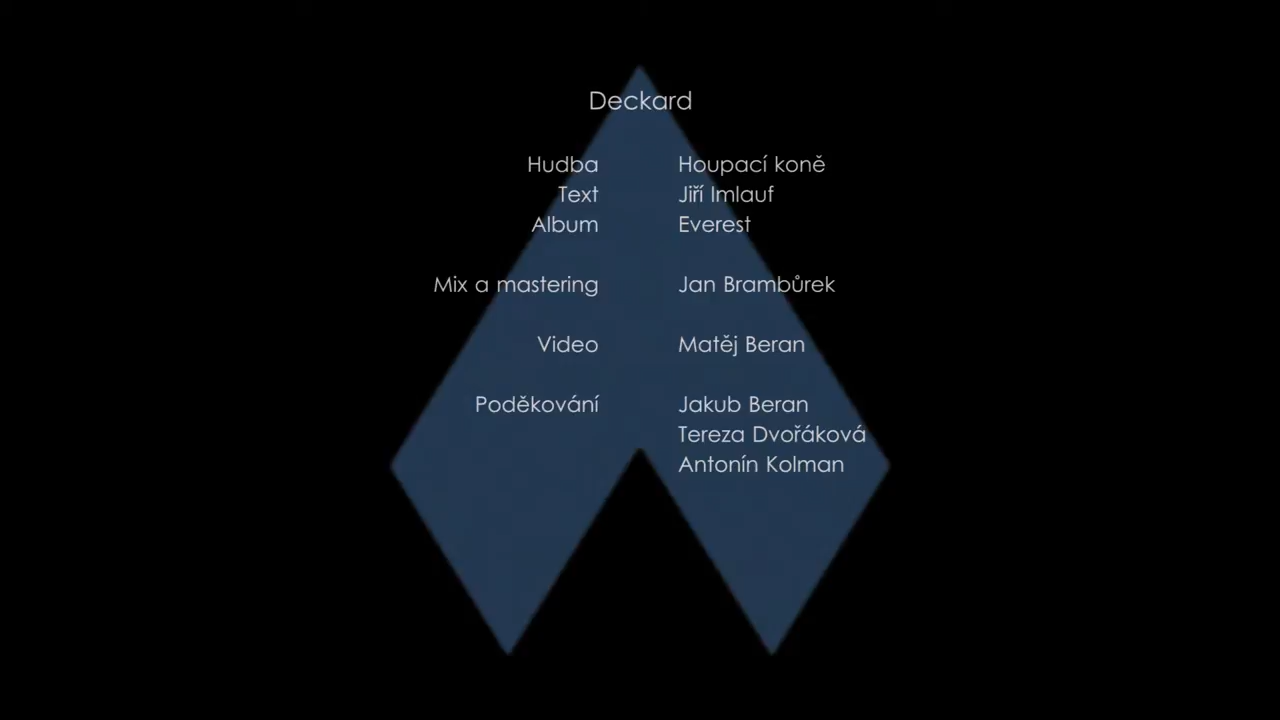 Deckard
Hudba Houpací koně
Text Jiří Imlauf
Album Everest
Mix a mastering Jan Brambůrek
Video Matěj Beran
Poděkování Jakub Beran
Tereza Dvořáková
Antonín Kolman